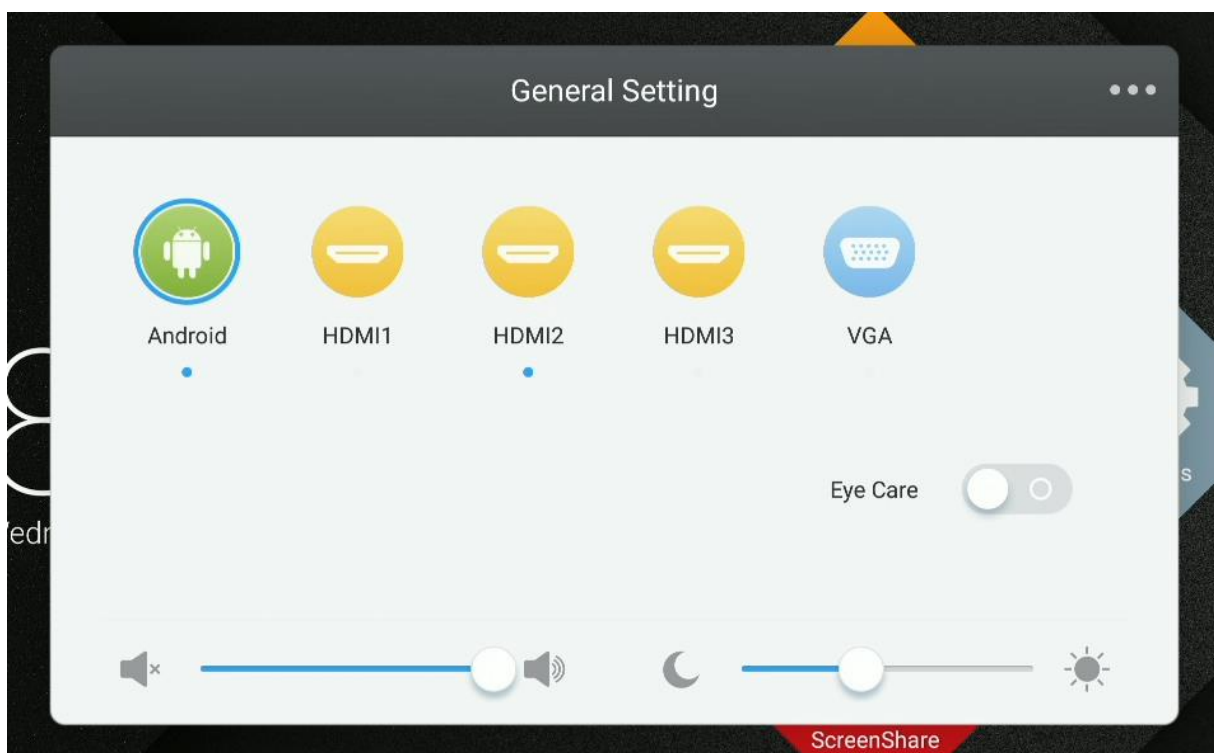 General Setting
Android
HDMI1
HDMI2
HDMI3
VGA
Eye Care
ScreenShare